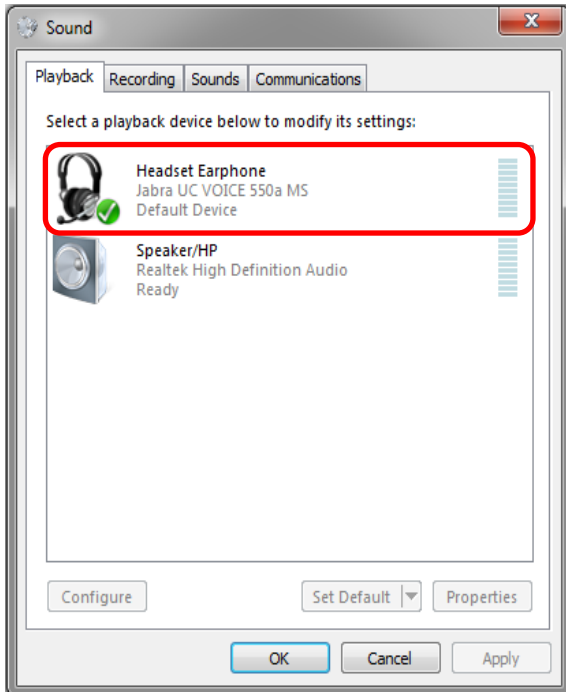 Sound
Playback Recording Sounds Communications
Select a playback device below to modify its settings:
Headset Earphone
Jabra UC VOICE 550a MS
Default Device
Speaker/HP
Realtek High Definition Audio
Ready
Configure Set Default Properties
OK Cancel Apply